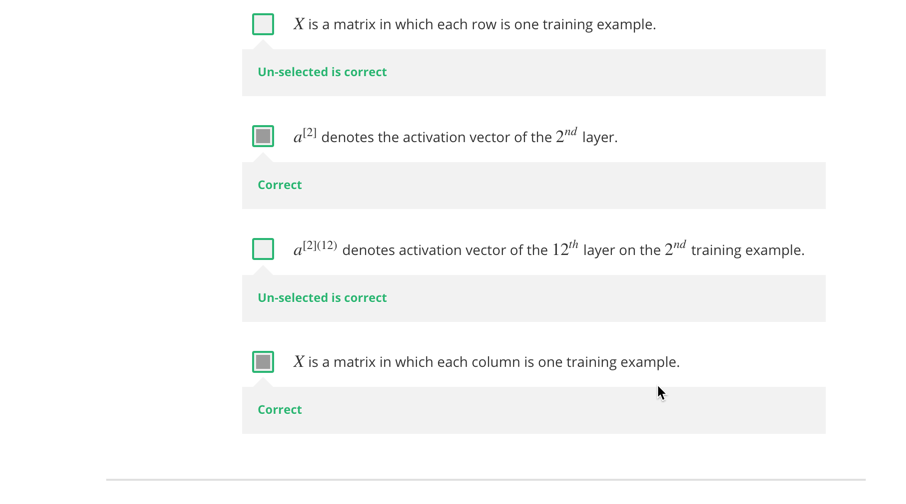 X is a matrix in which each row is one training example.
Un-selected is correct
a^[2] denotes the activation vector of the 2^nd layer.
Correct
a^[2](12) denotes activation vector of the 12^th layer on the 2^nd training example.
Un-selected is correct
X is a matrix in which each column is one training example.
Correct